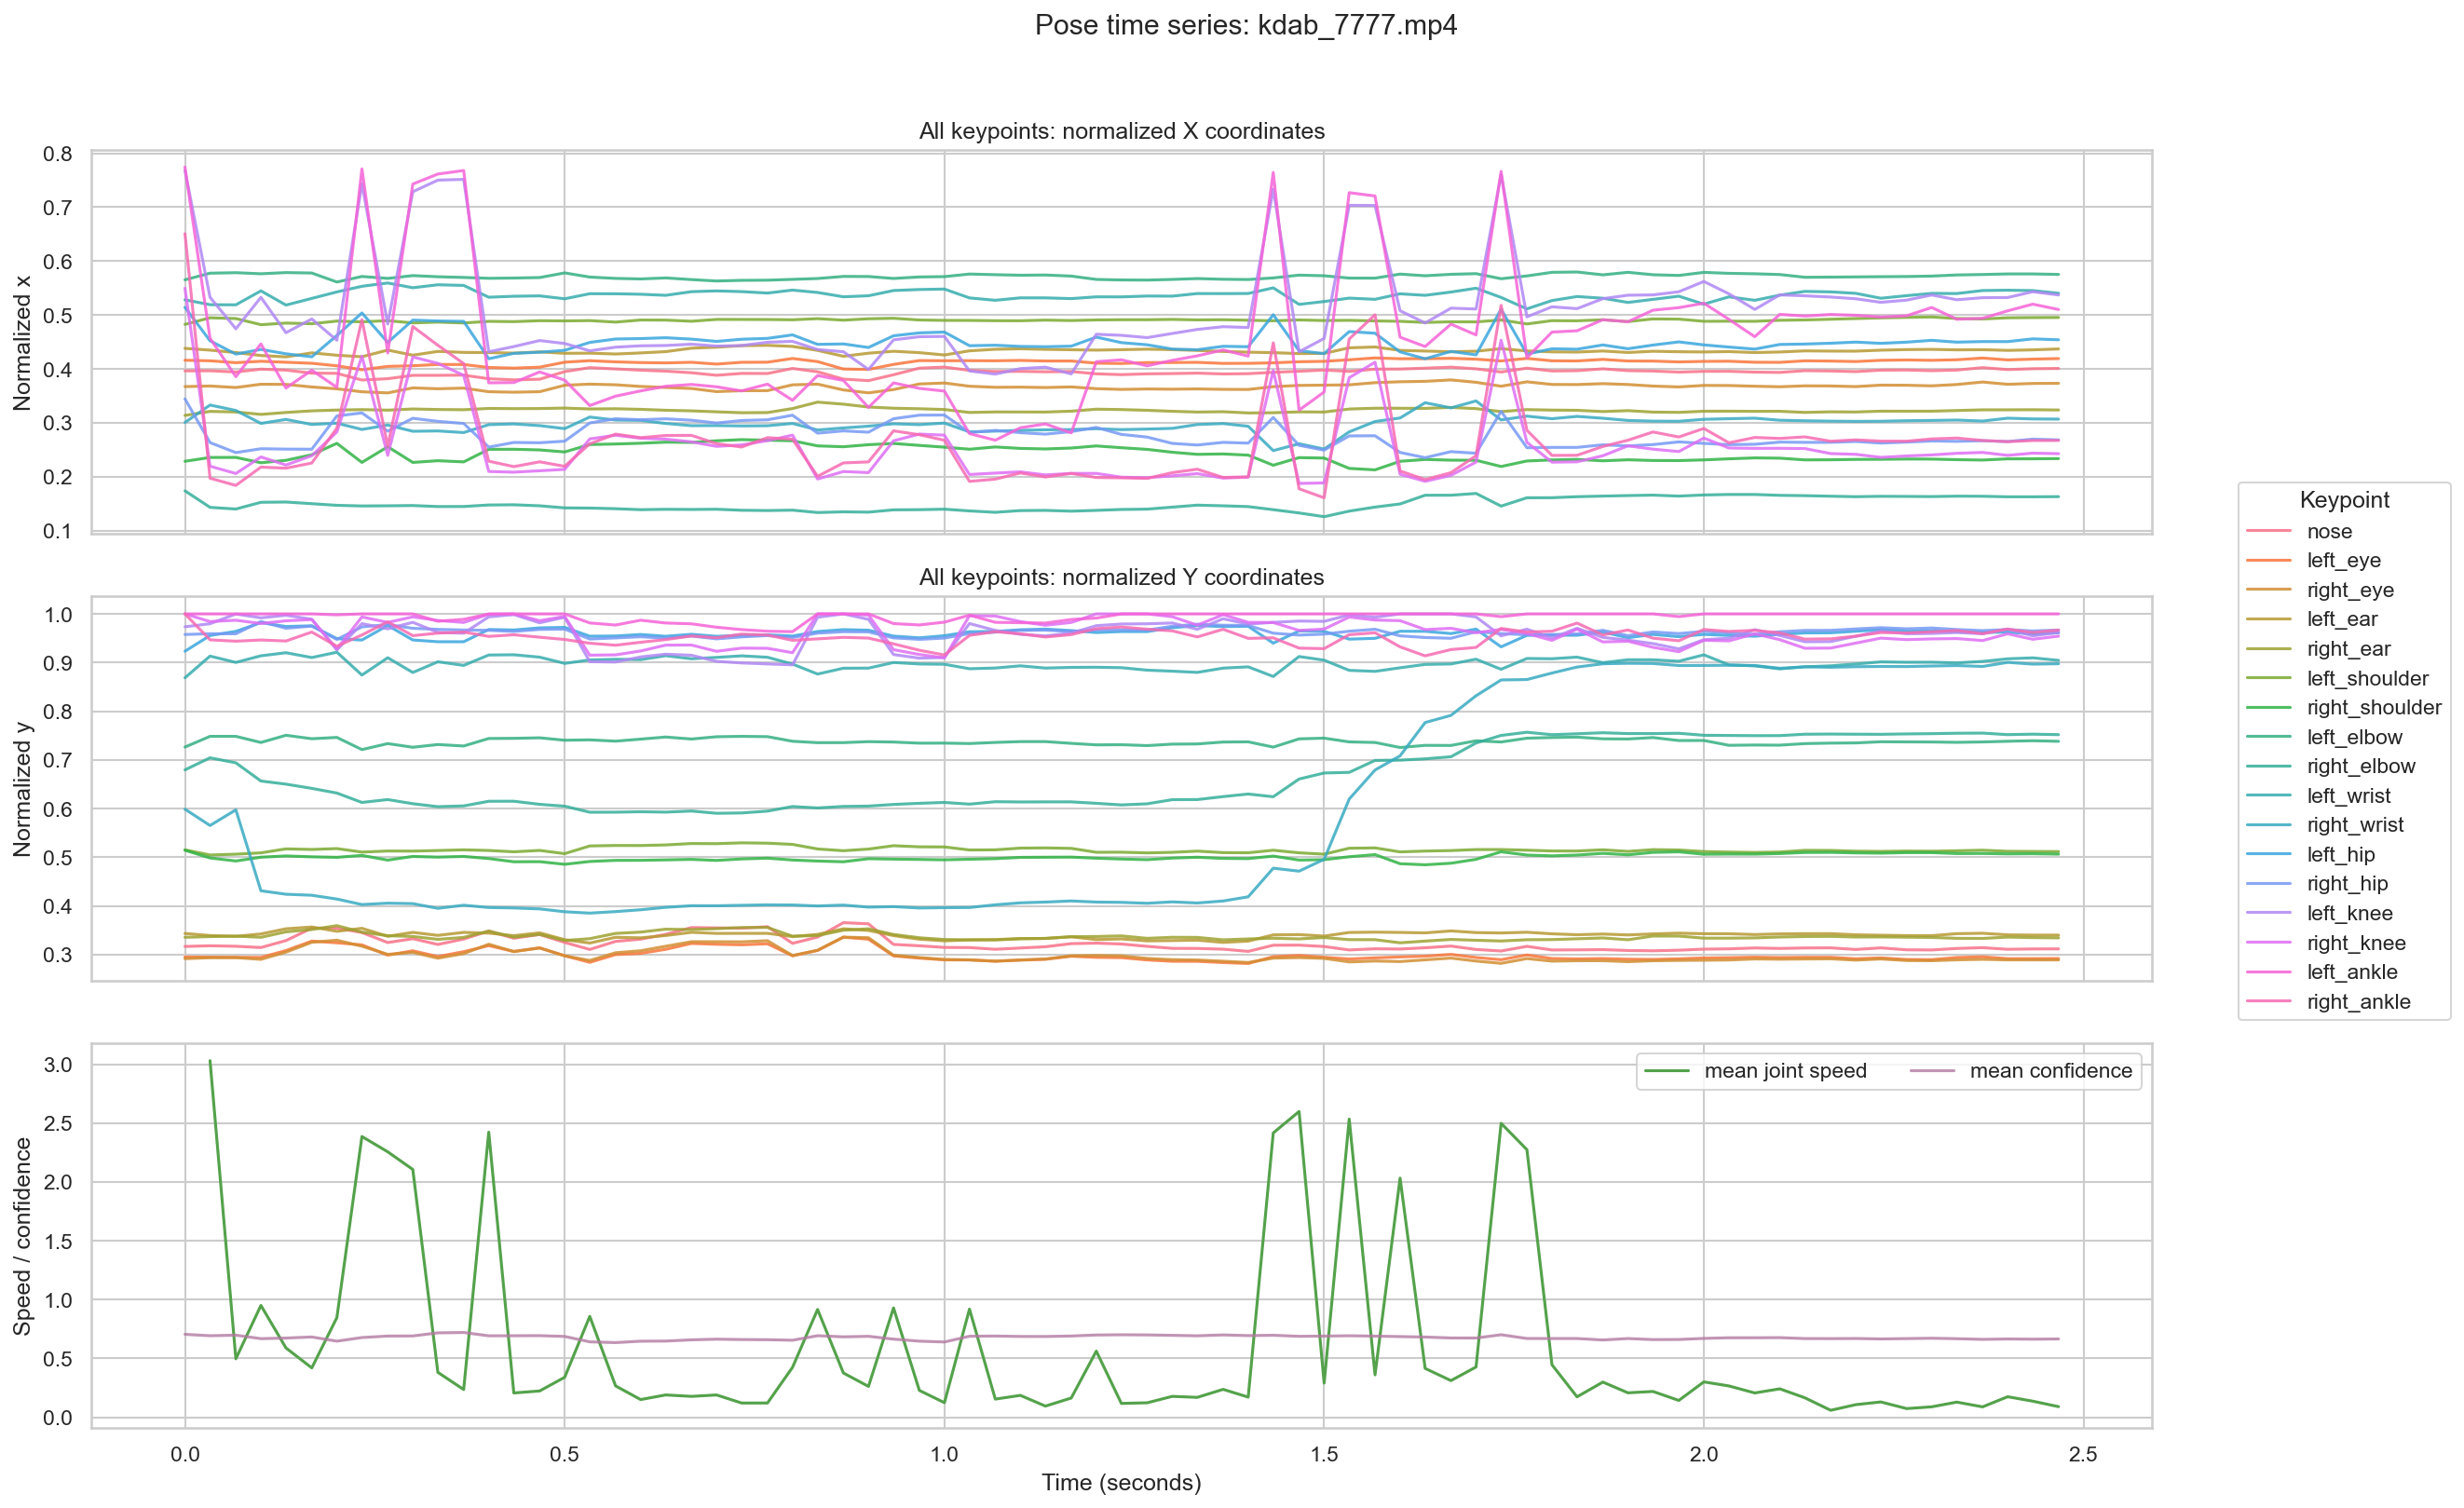 Pose time series: kdab_7777.mp4
All keypoints: normalized X coordinates
0.8
0.7
0.6
0.5
0.4
0.3
0.2
0.1
Normalized x
All keypoints: normalized Y coordinates
1.0
0.9
0.8
0.7
0.6
0.5
0.4
0.3
Normalized y
Keypoint
nose
left_eye
right_eye
left_ear
right_ear
left_shoulder
right_shoulder
left_elbow
right_elbow
left_wrist
right_wrist
left_hip
right_hip
left_knee
right_knee
left_ankle
right_ankle
mean joint speed mean confidence
3.0
2.5
2.0
1.5
1.0
0.5
0.0
Speed / confidence
0.0 0.5 1.0 1.5 2.0 2.5
Time (seconds)